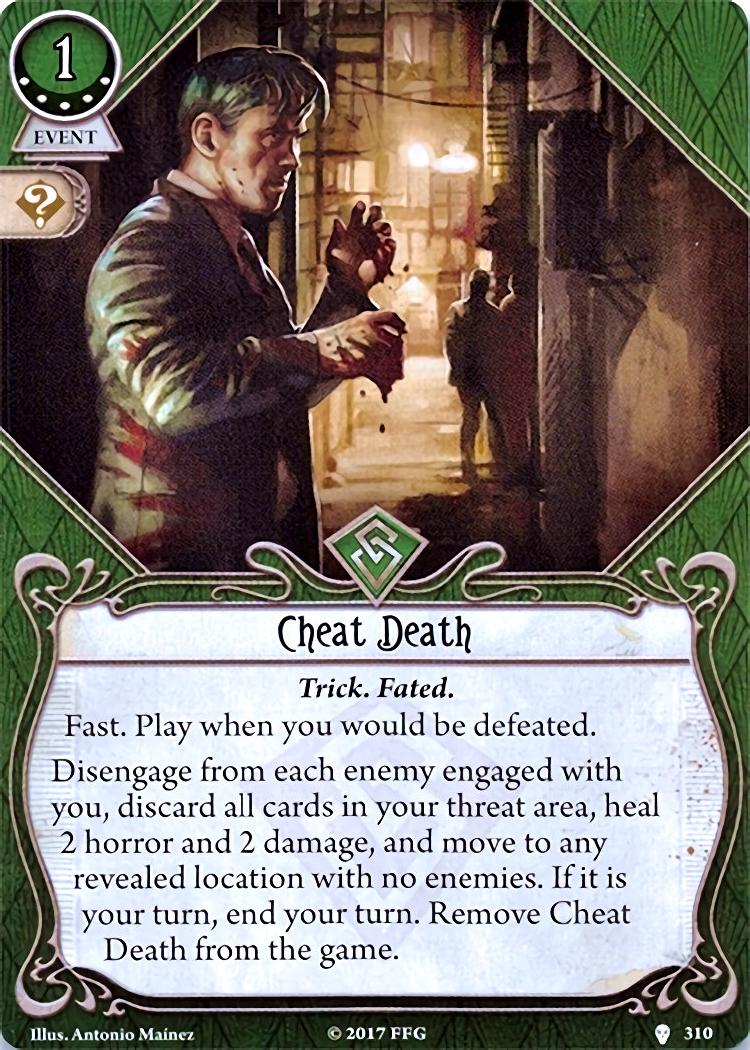 1
EVENT
?
Cheat Death
Trick. Fated.
Fast. Play when you would be defeated.
Disengage from each enemy engaged with
you, discard all cards in your threat area, heal
2 horror and 2 damage, and move to any
revealed location with no enemies. If it is
your turn, end your turn. Remove Cheat
Death from the game.
Illus. Antonio Maínez
© 2017 FFG
310